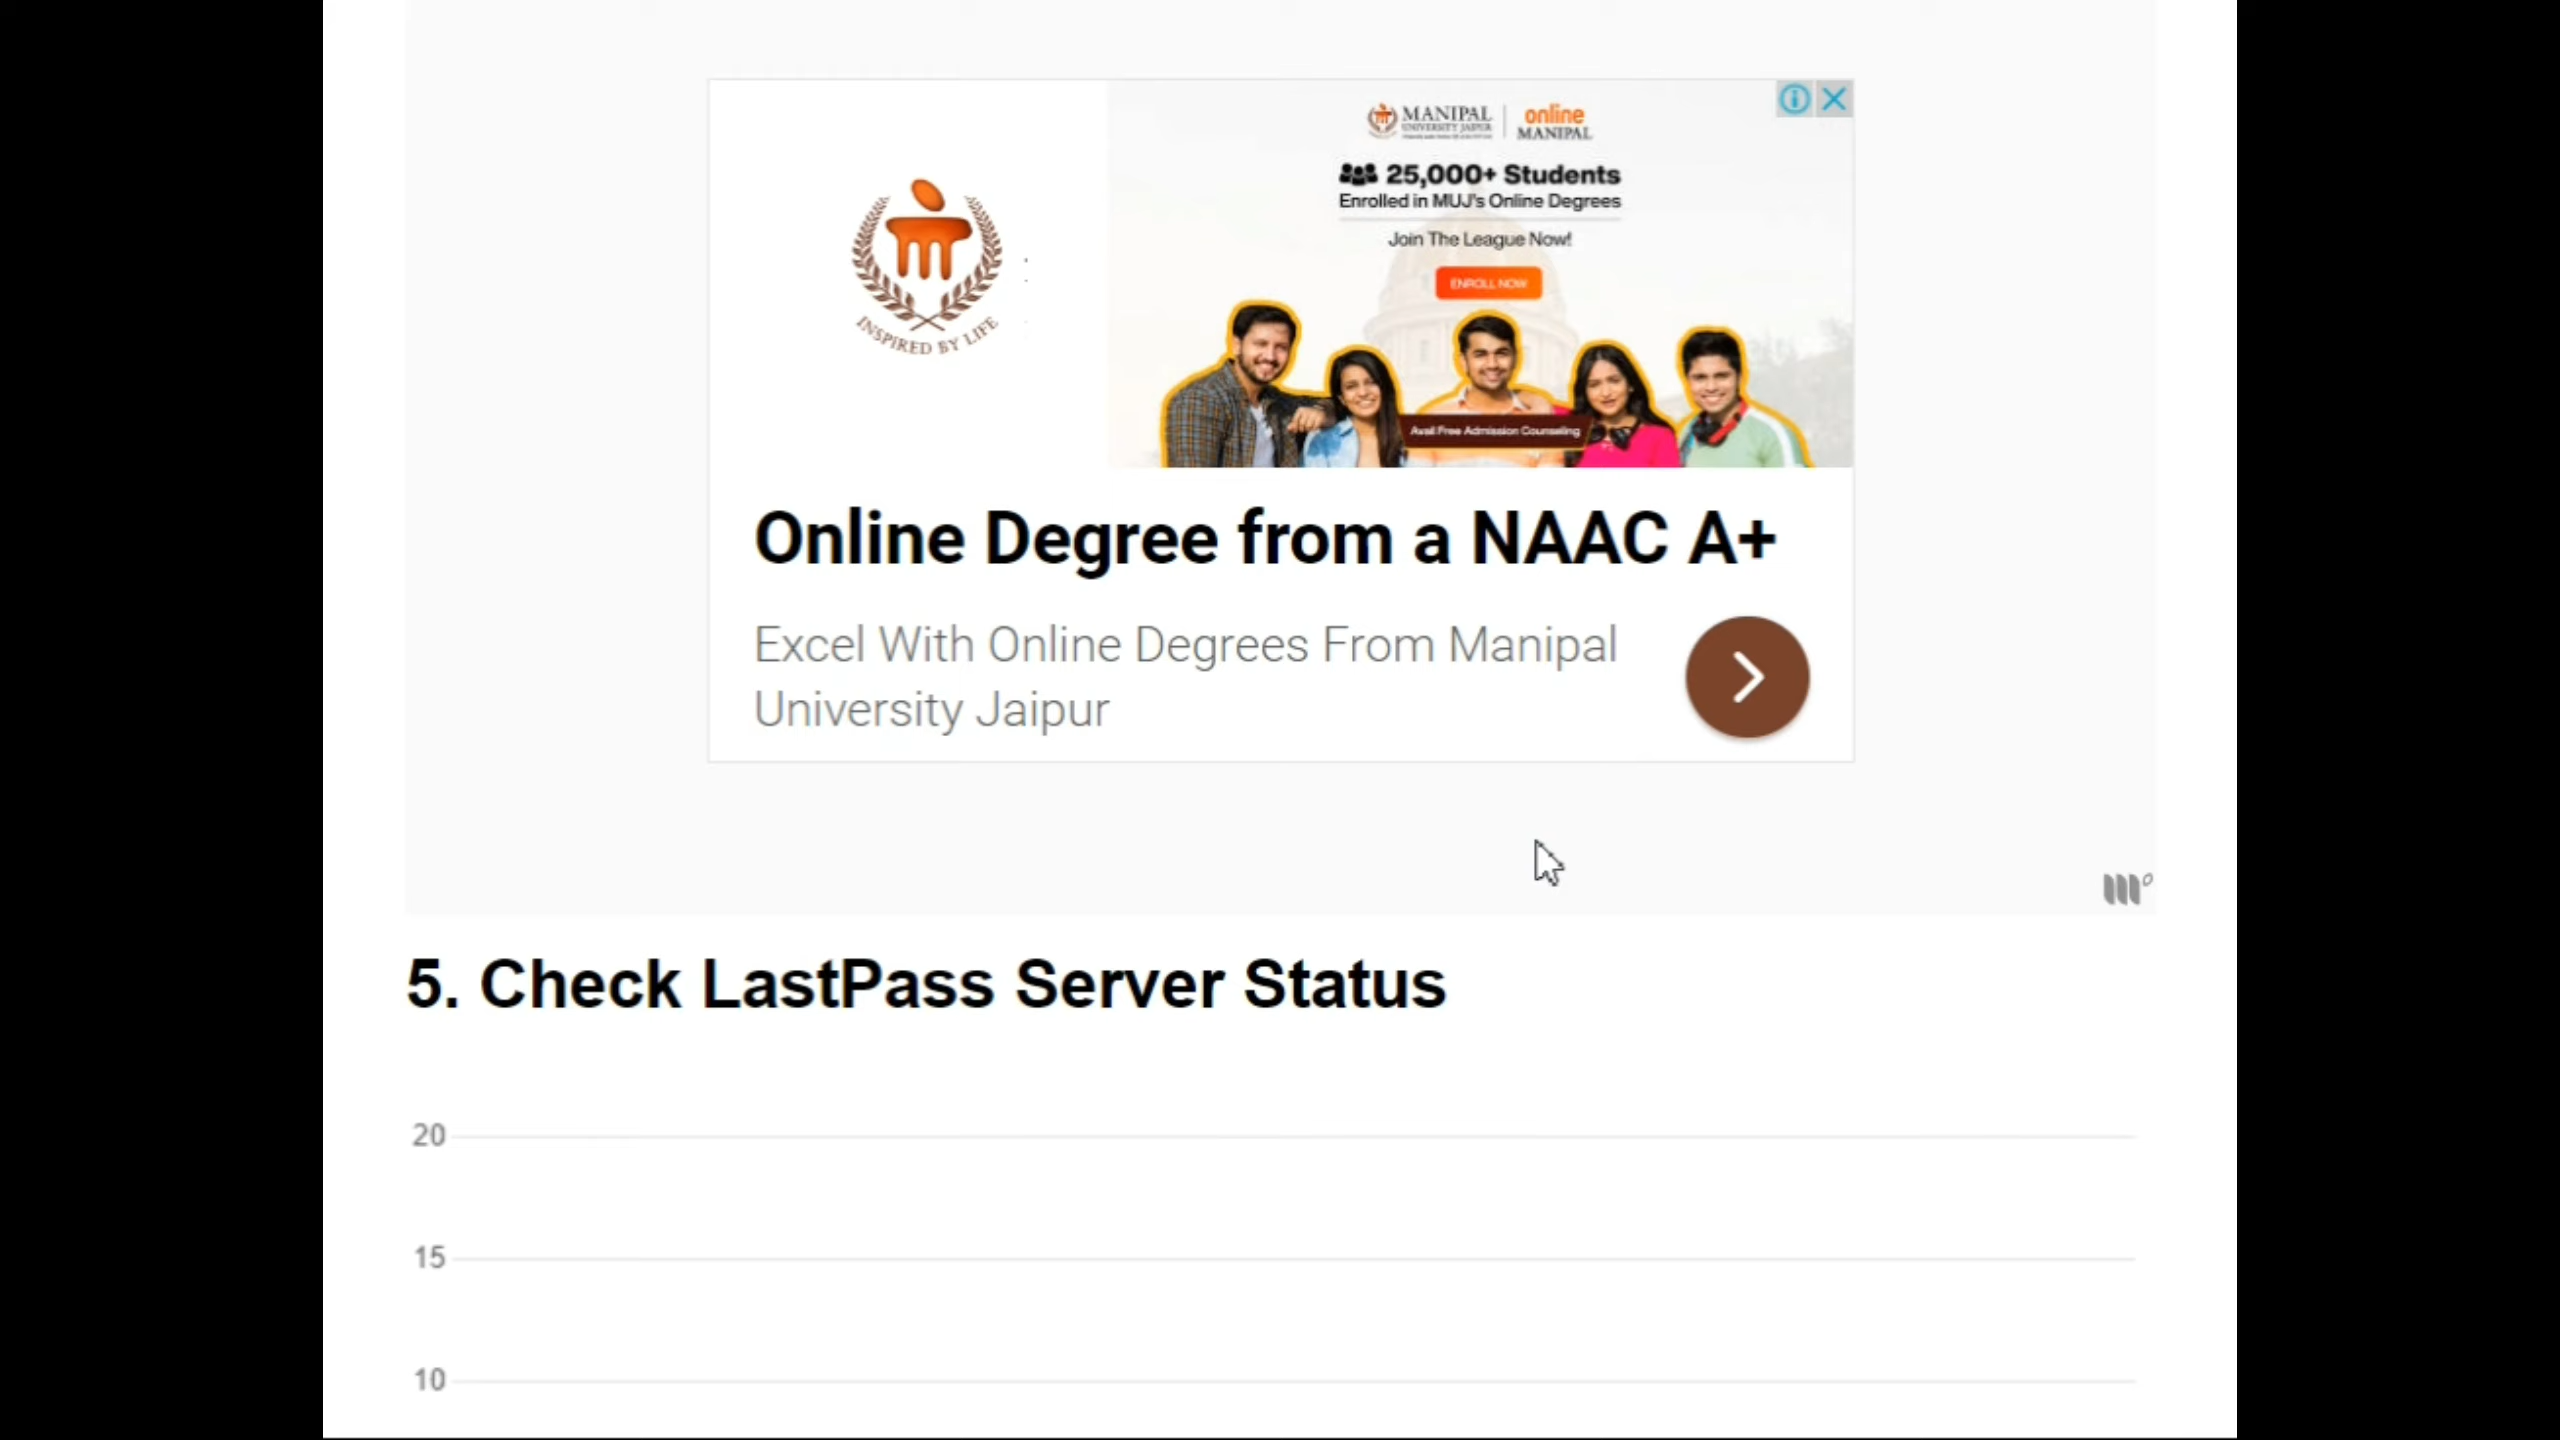 MANIPAL
UNIVERSITY JAIPUR
online
MANIPAL
25,000+ Students
Enrolled in MUJ's Online Degrees
Join The League Now!
ENROLL NOW
INSPIRED BY LIFE
Avail Free Admission Counseling
Online Degree from a NAAC A+
Excel With Online Degrees From Manipal
University Jaipur
5. Check LastPass Server Status
20
15
10